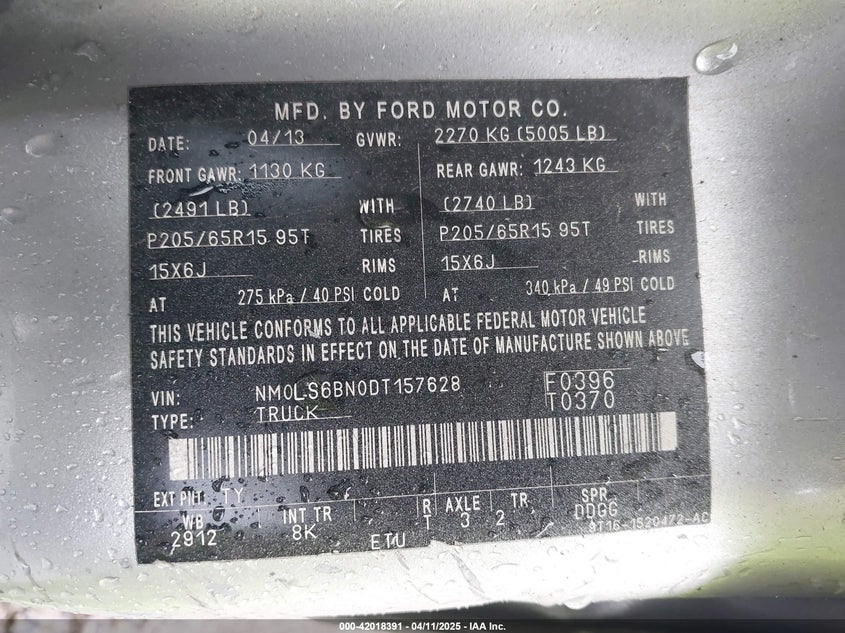 MFD. BY FORD MOTOR CO.
DATE: 04/13 GVWR: 2270 KG (5005 LB)
FRONT GAWR: 1130 KG REAR GAWR: 1243 KG
(2491 LB) WITH (2740 LB) WITH
P205/65R15 95T TIRES P205/65R15 95T TIRES
15X6J RIMS 15X6J RIMS
AT 275 kPa / 40 PSI COLD AT 340 kPa / 49 PSI COLD
THIS VEHICLE CONFORMS TO ALL APPLICABLE FEDERAL MOTOR VEHICLE
SAFETY STANDARDS IN EFFECT ON THE DATE OF MANUFACTURE SHOWN ABOVE
VIN: NM0LS6BN0DT157628 F0396
TYPE: TRUCK T0370
EXT PNT: TY
WB INT TR R AXLE TR SPR
2912 8K T 3 2 DDGG
ETU 9T16-1520472-AC
000-42018391 - 04/11/2025 - IAA Inc.